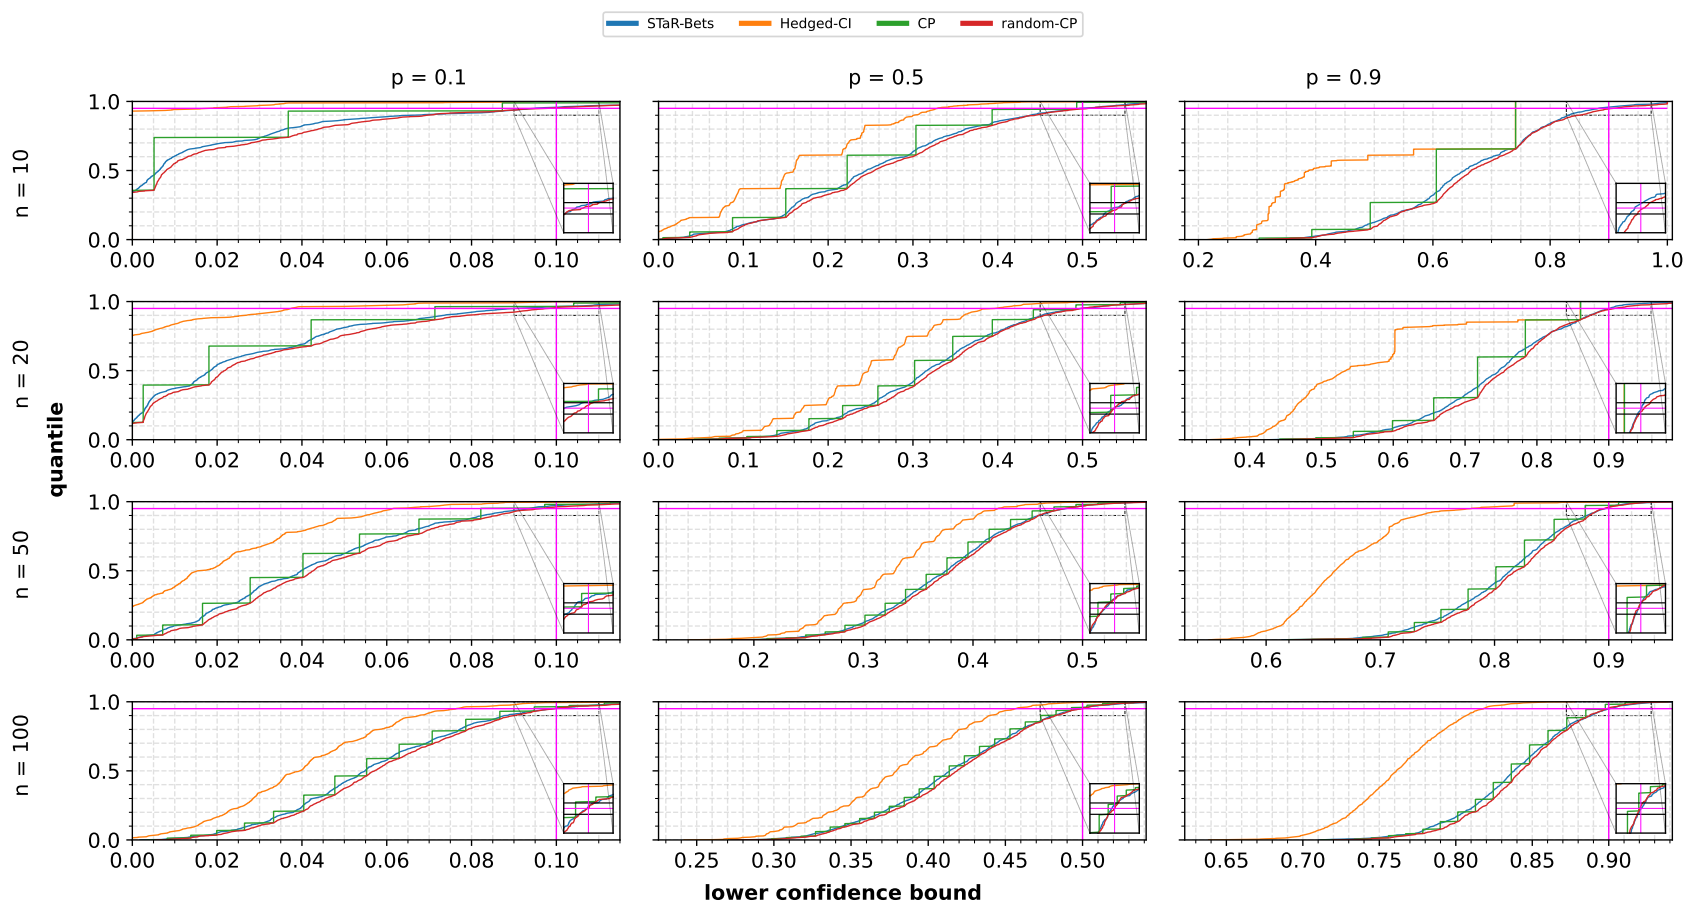 STaR-Bets Hedged-CI CP random-CP
p = 0.1 p = 0.5 p = 0.9
n = 10
1.0 0.5 0.0
0.00 0.02 0.04 0.06 0.08 0.10
0.0 0.1 0.2 0.3 0.4 0.5
0.2 0.4 0.6 0.8 1.0
n = 20
1.0 0.5 0.0
0.00 0.02 0.04 0.06 0.08 0.10
0.0 0.1 0.2 0.3 0.4 0.5
0.4 0.5 0.6 0.7 0.8 0.9
quantile
n = 50
1.0 0.5 0.0
0.00 0.02 0.04 0.06 0.08 0.10
0.2 0.3 0.4 0.5
0.6 0.7 0.8 0.9
n = 100
1.0 0.5 0.0
0.00 0.02 0.04 0.06 0.08 0.10
0.25 0.30 0.35 0.40 0.45 0.50
0.65 0.70 0.75 0.80 0.85 0.90
lower confidence bound